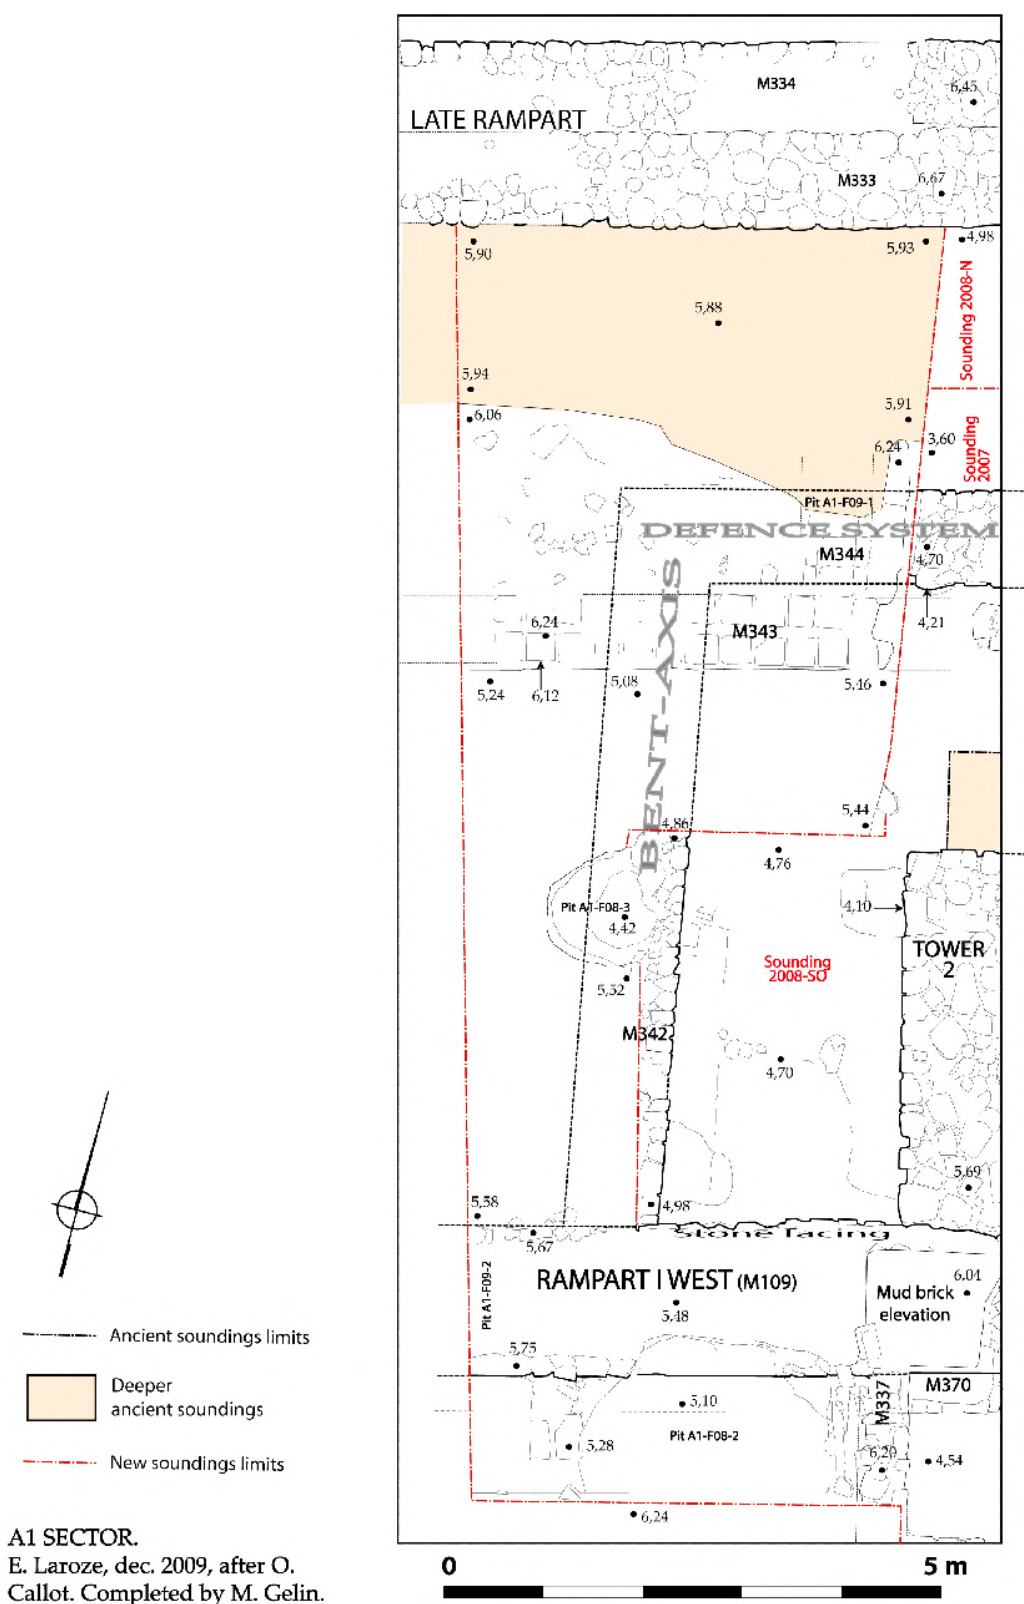 M334
6,45
LATE RAMPART
M333
6,67
5,90
5,93
4,98
Sounding 2008-N
5,88
5,94
6,06
5,91
6,24
3,60
Sounding
2007
Pit A1-F09-1
DEFENCE SYSTEM
M344
4,70
BENT-AXIS
4,21
6,24
M343
5,24
6,12
5,08
5,46
5,44
4,86
4,76
Pit A1-F08-3
4,42
4,10
TOWER
2
Sounding
2008-SO
5,52
M342
4,70
5,69
5,58
4,98
5,67
Stone facing
Pit A1-F09-2
RAMPART I WEST (M109)
5,48
6,04
Mud brick
elevation
5,75
M337
M370
5,10
Pit A1-F08-2
5,28
6,20
4,54
6,24
Ancient soundings limits
Deeper
ancient soundings
New soundings limits
A1 SECTOR.
E. Laroze, dec. 2009, after O.
Callot. Completed by M. Gelin.
0 5 m